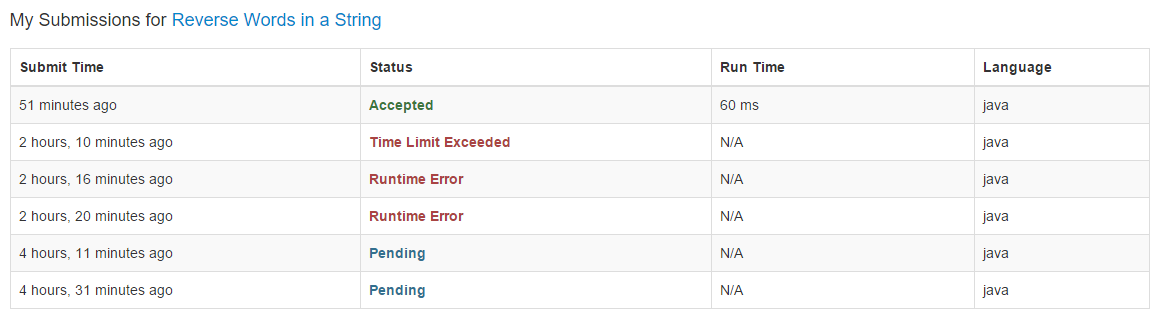 My Submissions for Reverse Words in a String
Submit Time Status Run Time Language
51 minutes ago Accepted 60 ms java
2 hours, 10 minutes ago Time Limit Exceeded N/A java
2 hours, 16 minutes ago Runtime Error N/A java
2 hours, 20 minutes ago Runtime Error N/A java
4 hours, 11 minutes ago Pending N/A java
4 hours, 31 minutes ago Pending N/A java